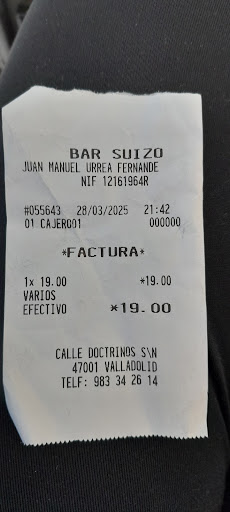 BAR SUIZO
JUAN MANUEL URREA FERNANDE
NIF 12161964R
#055643 28/03/2025 21:42
01 CAJERO01 000000
*FACTURA*
1x 19.00 *19.00
VARIOS
EFECTIVO *19.00
CALLE DOCTRINOS S\N
47001 VALLADOLID
TELF: 983 34 26 14